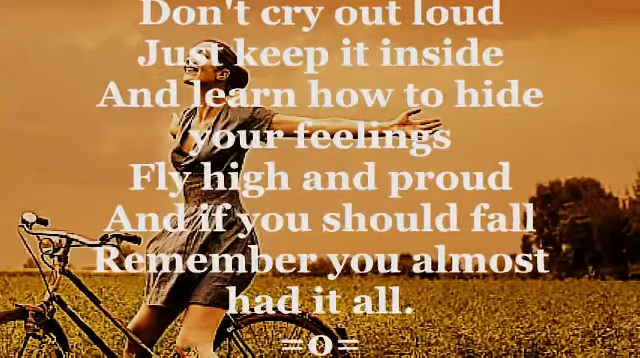 Don't cry out loud
Just keep it inside
And learn how to hide
your feelings
Fly high and proud
And if you should fall
Remember you almost
had it all.
=o=